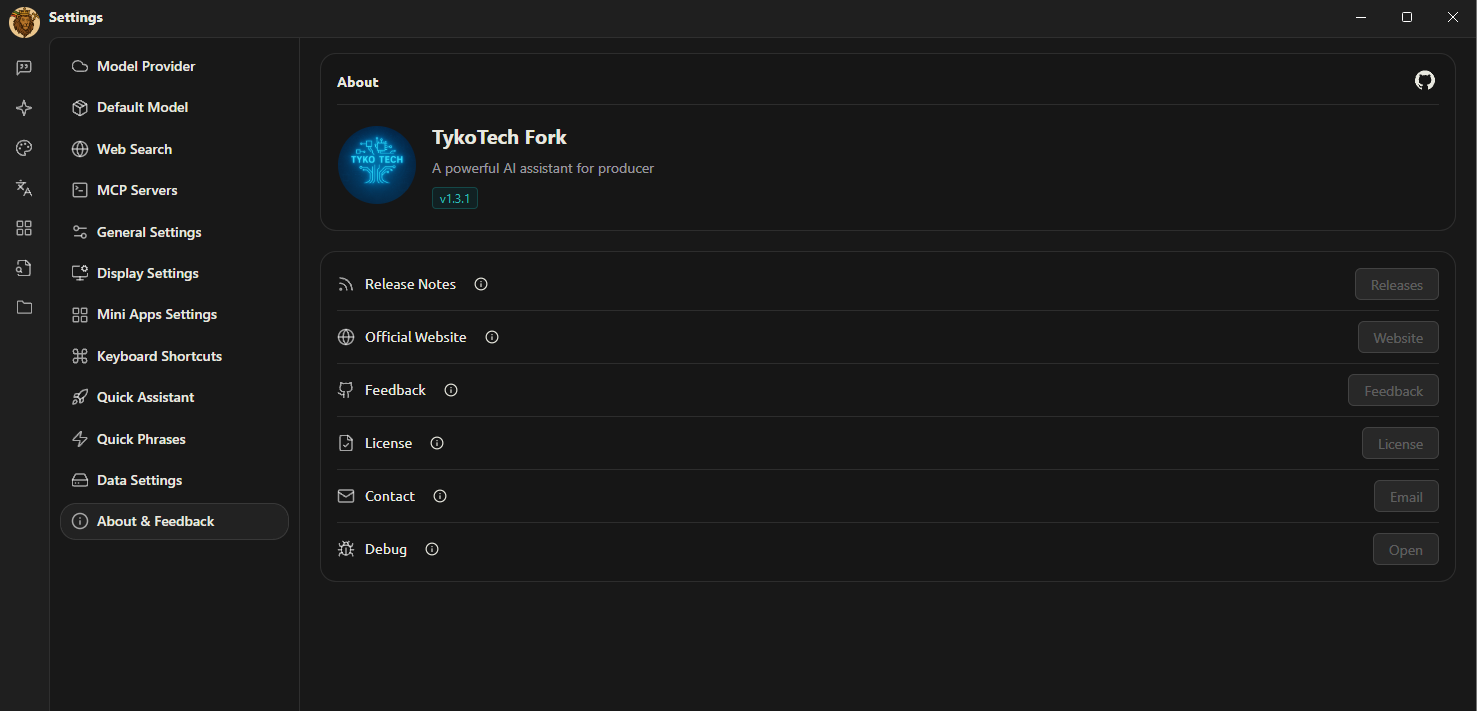 Settings
Model Provider
Default Model
Web Search
MCP Servers
General Settings
Display Settings
Mini Apps Settings
Keyboard Shortcuts
Quick Assistant
Quick Phrases
Data Settings
About & Feedback
About
TYKO TECH
TykoTech Fork
A powerful AI assistant for producer
v1.3.1
Release Notes
Releases
Official Website
Website
Feedback
Feedback
License
License
Contact
Email
Debug
Open